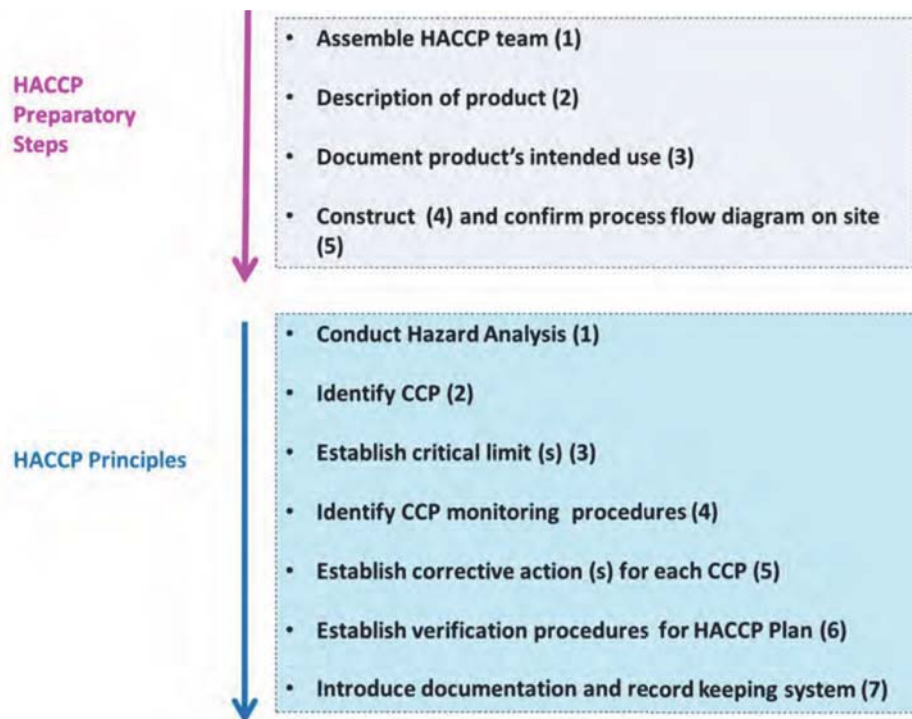 HACCP
Preparatory
Steps
• Assemble HACCP team (1)
• Description of product (2)
• Document product's intended use (3)
• Construct (4) and confirm process flow diagram on site
(5)
HACCP Principles
• Conduct Hazard Analysis (1)
• Identify CCP (2)
• Establish critical limit (s) (3)
• Identify CCP monitoring procedures (4)
• Establish corrective action (s) for each CCP (5)
• Establish verification procedures for HACCP Plan (6)
• Introduce documentation and record keeping system (7)